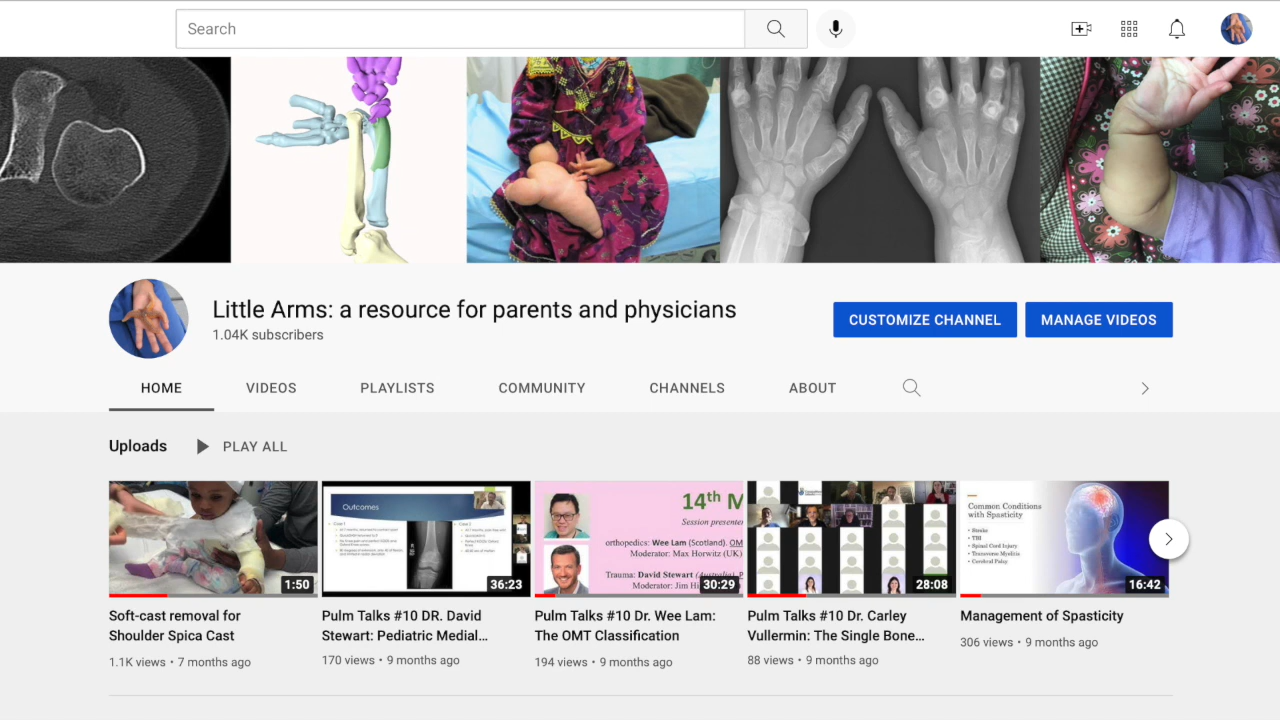 Search
Little Arms: a resource for parents and physicians
1.04K subscribers
CUSTOMIZE CHANNEL
MANAGE VIDEOS
HOME
VIDEOS
PLAYLISTS
COMMUNITY
CHANNELS
ABOUT
Uploads
PLAY ALL
1:50
Soft-cast removal for
Shoulder Spica Cast
1.1K views • 7 months ago
Outcomes
36:23
Pulm Talks #10 DR. David
Stewart: Pediatric Medial...
170 views • 9 months ago
14th M
Session presente
orthopedics: Wee Lam (Scotland). OM
Moderator: Max Horwitz (UK)
Trauma: David Stewart
Moderator: Jim Hi
30:29
Pulm Talks #10 Dr. Wee Lam:
The OMT Classification
194 views • 9 months ago
28:08
Pulm Talks #10 Dr. Carley
Vullermin: The Single Bone...
88 views • 9 months ago
Common Conditions
with Spasticity
• Stroke
• TBI
• Spinal Cord Injury
• Transverse Myelitis
• Cerebral Palsy
16:42
Management of Spasticity
306 views • 9 months ago